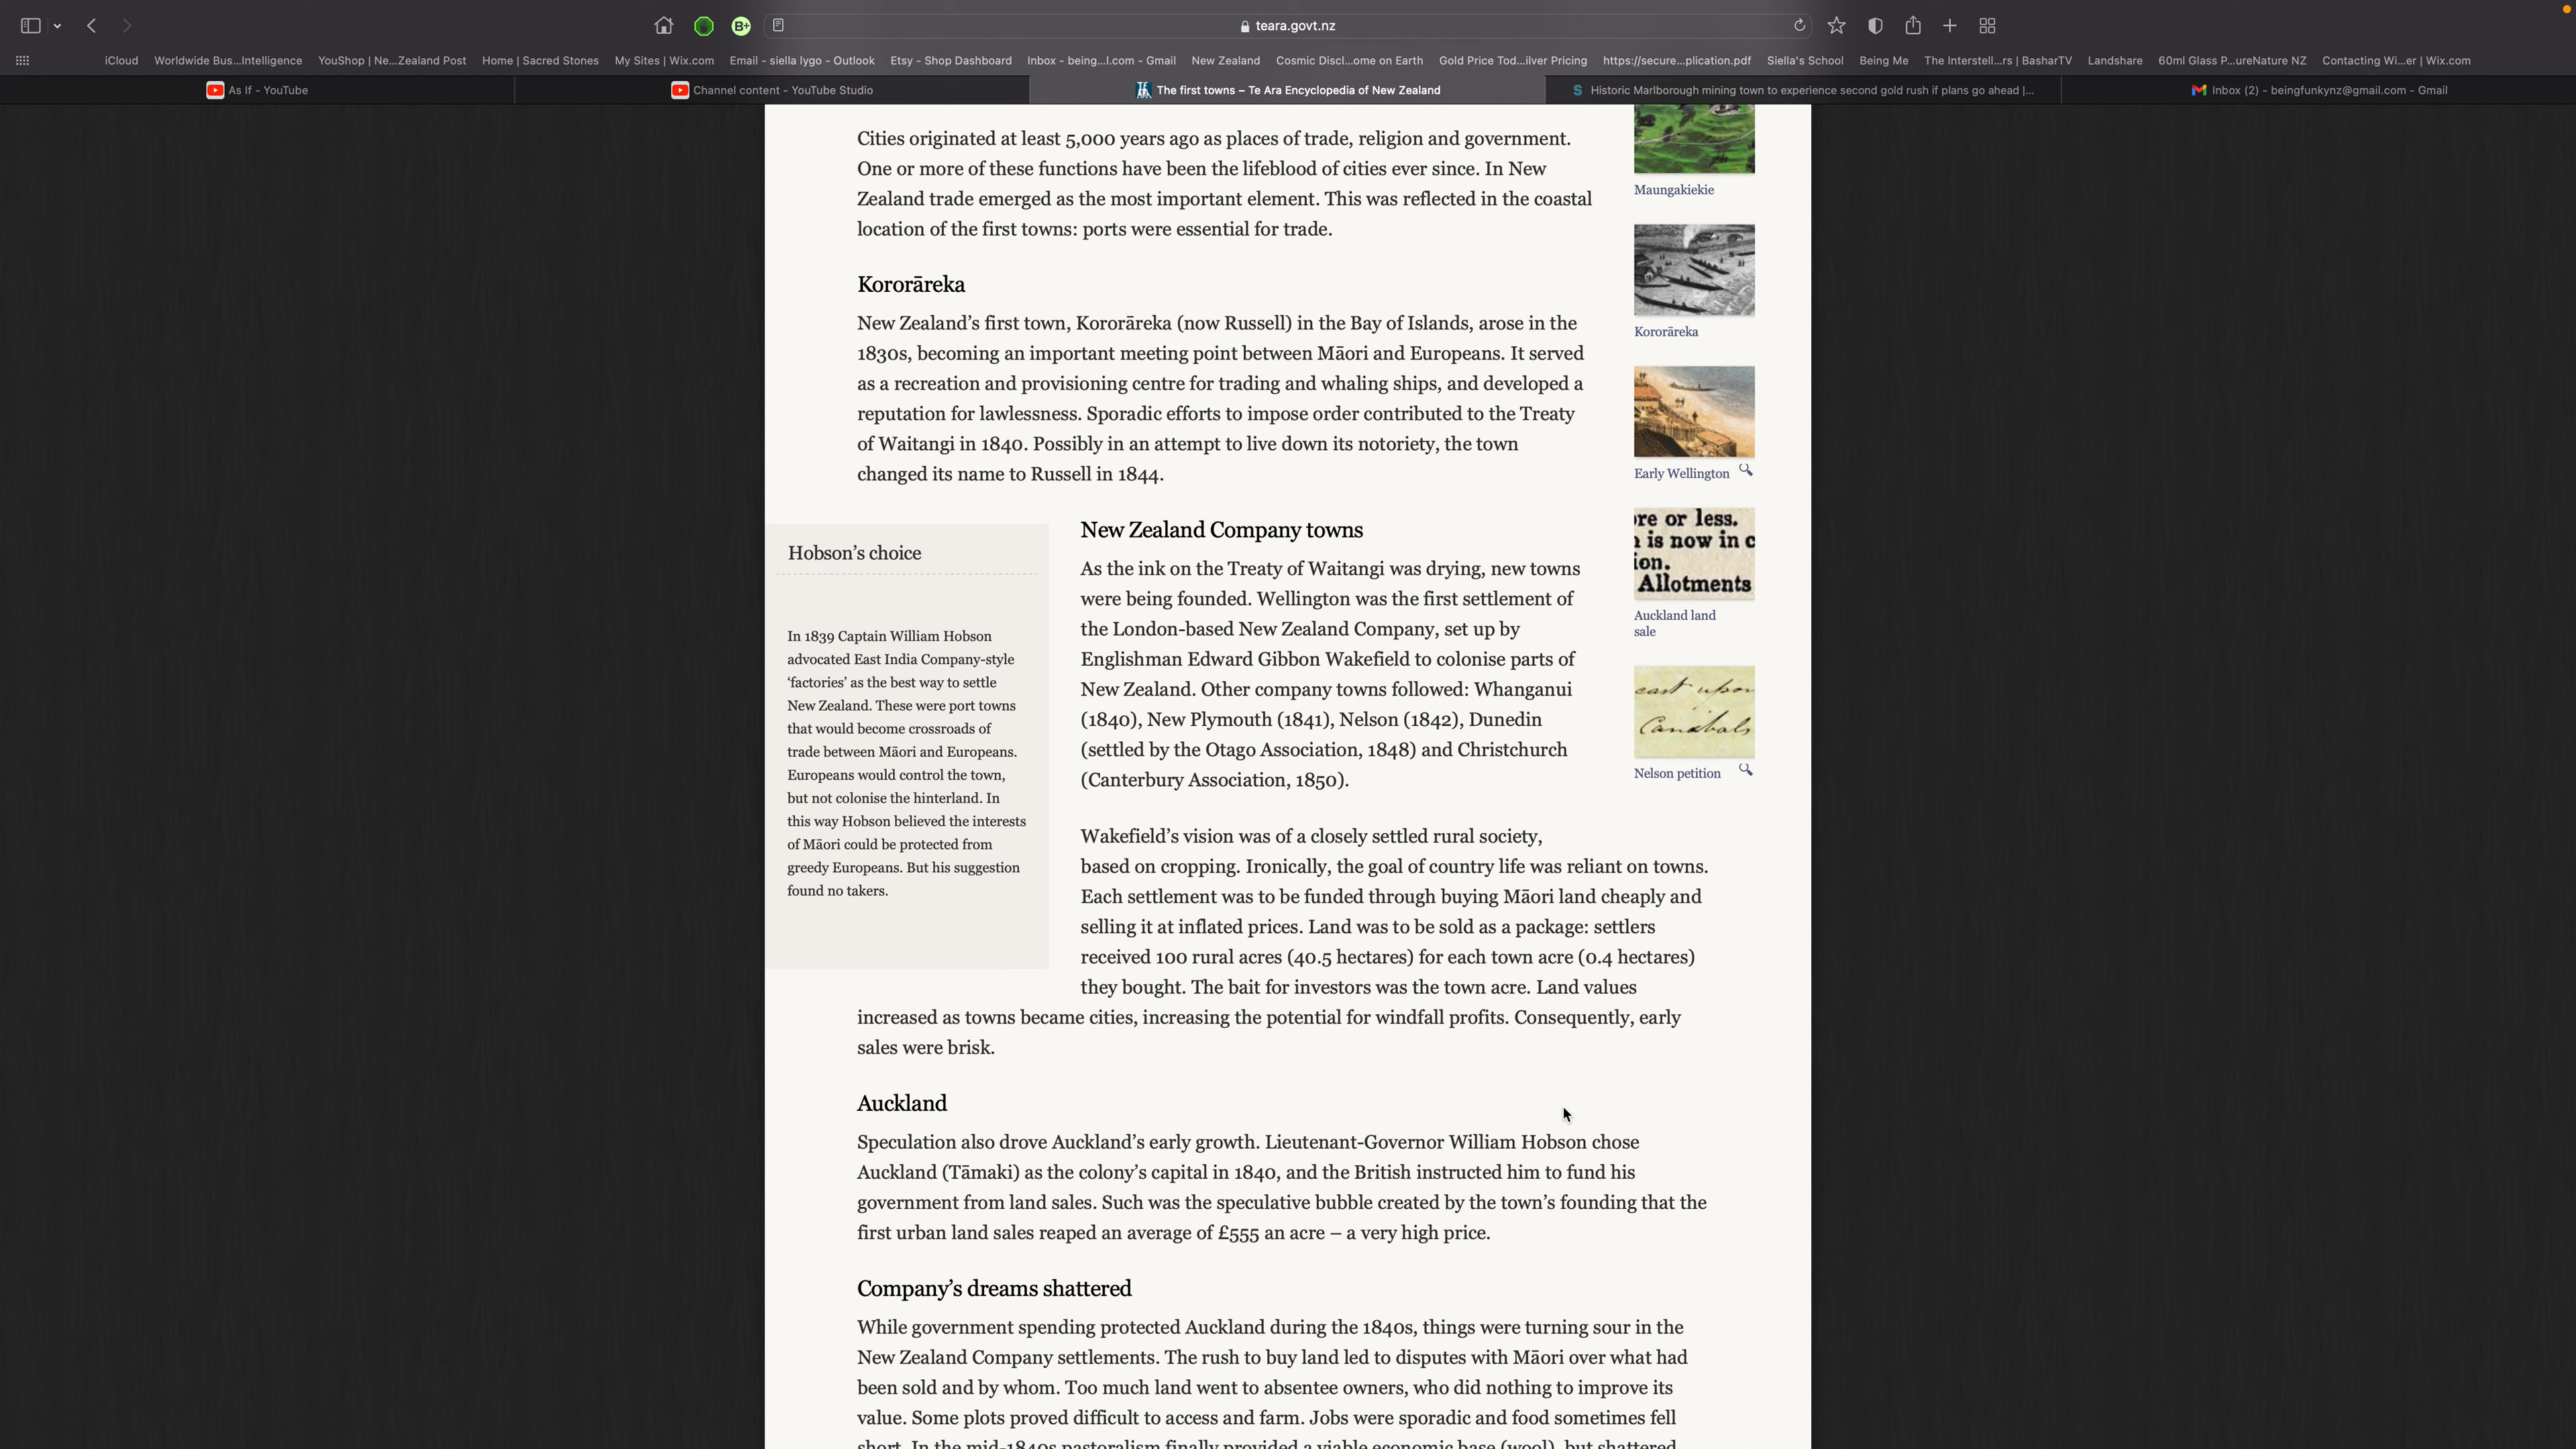 teara.govt.nz
iCloud
Worldwide Bus...Intelligence
YouShop | Ne...Zealand Post
Home | Sacred Stones
My Sites | Wix.com
Email - siella lygo - Outlook
Etsy - Shop Dashboard
Inbox - being...l.com - Gmail
New Zealand
Cosmic Discl...ome on Earth
Gold Price Tod...ilver Pricing
https://secure...plication.pdf
Siella's School
Being Me
The Interstell...rs | BasharTV
Landshare
60ml Glass P...ureNature NZ
Contacting Wi...er | Wix.com
As If - YouTube
Channel content - YouTube Studio
The first towns – Te Ara Encyclopedia of New Zealand
Historic Marlborough mining town to experience second gold rush if plans go ahead |...
Inbox (2) - beingfunkynz@gmail.com - Gmail
Cities originated at least 5,000 years ago as places of trade, religion and government.
One or more of these functions have been the lifeblood of cities ever since. In New
Zealand trade emerged as the most important element. This was reflected in the coastal
location of the first towns: ports were essential for trade.
Kororāreka
New Zealand’s first town, Kororāreka (now Russell) in the Bay of Islands, arose in the
1830s, becoming an important meeting point between Māori and Europeans. It served
as a recreation and provisioning centre for trading and whaling ships, and developed a
reputation for lawlessness. Sporadic efforts to impose order contributed to the Treaty
of Waitangi in 1840. Possibly in an attempt to live down its notoriety, the town
changed its name to Russell in 1844.
Hobson’s choice
In 1839 Captain William Hobson
advocated East India Company-style
‘factories’ as the best way to settle
New Zealand. These were port towns
that would become crossroads of
trade between Māori and Europeans.
Europeans would control the town,
but not colonise the hinterland. In
this way Hobson believed the interests
of Māori could be protected from
greedy Europeans. But his suggestion
found no takers.
New Zealand Company towns
As the ink on the Treaty of Waitangi was drying, new towns
were being founded. Wellington was the first settlement of
the London-based New Zealand Company, set up by
Englishman Edward Gibbon Wakefield to colonise parts of
New Zealand. Other company towns followed: Whanganui
(1840), New Plymouth (1841), Nelson (1842), Dunedin
(settled by the Otago Association, 1848) and Christchurch
(Canterbury Association, 1850).
Wakefield’s vision was of a closely settled rural society,
based on cropping. Ironically, the goal of country life was reliant on towns.
Each settlement was to be funded through buying Māori land cheaply and
selling it at inflated prices. Land was to be sold as a package: settlers
received 100 rural acres (40.5 hectares) for each town acre (0.4 hectares)
they bought. The bait for investors was the town acre. Land values
increased as towns became cities, increasing the potential for windfall profits. Consequently, early
sales were brisk.
Auckland
Speculation also drove Auckland’s early growth. Lieutenant-Governor William Hobson chose
Auckland (Tāmaki) as the colony’s capital in 1840, and the British instructed him to fund his
government from land sales. Such was the speculative bubble created by the town’s founding that the
first urban land sales reaped an average of £555 an acre – a very high price.
Company’s dreams shattered
While government spending protected Auckland during the 1840s, things were turning sour in the
New Zealand Company settlements. The rush to buy land led to disputes with Māori over what had
been sold and by whom. Too much land went to absentee owners, who did nothing to improve its
value. Some plots proved difficult to access and farm. Jobs were sporadic and food sometimes fell
short. In the mid-1840s pastoralism finally provided a viable economic base (wool), but shattered
Maungakiekie
Kororāreka
Early Wellington
re or less.
is now in c
ion.
Allotments
Auckland land
sale
cast upon
Canibals
Nelson petition